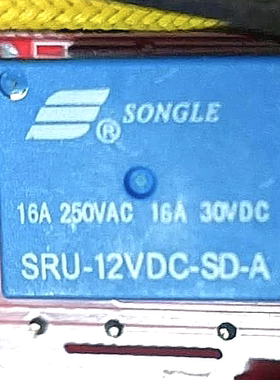 ® SONGLE
16A 250VAC 16A 30VDC
SRU-12VDC-SD-A